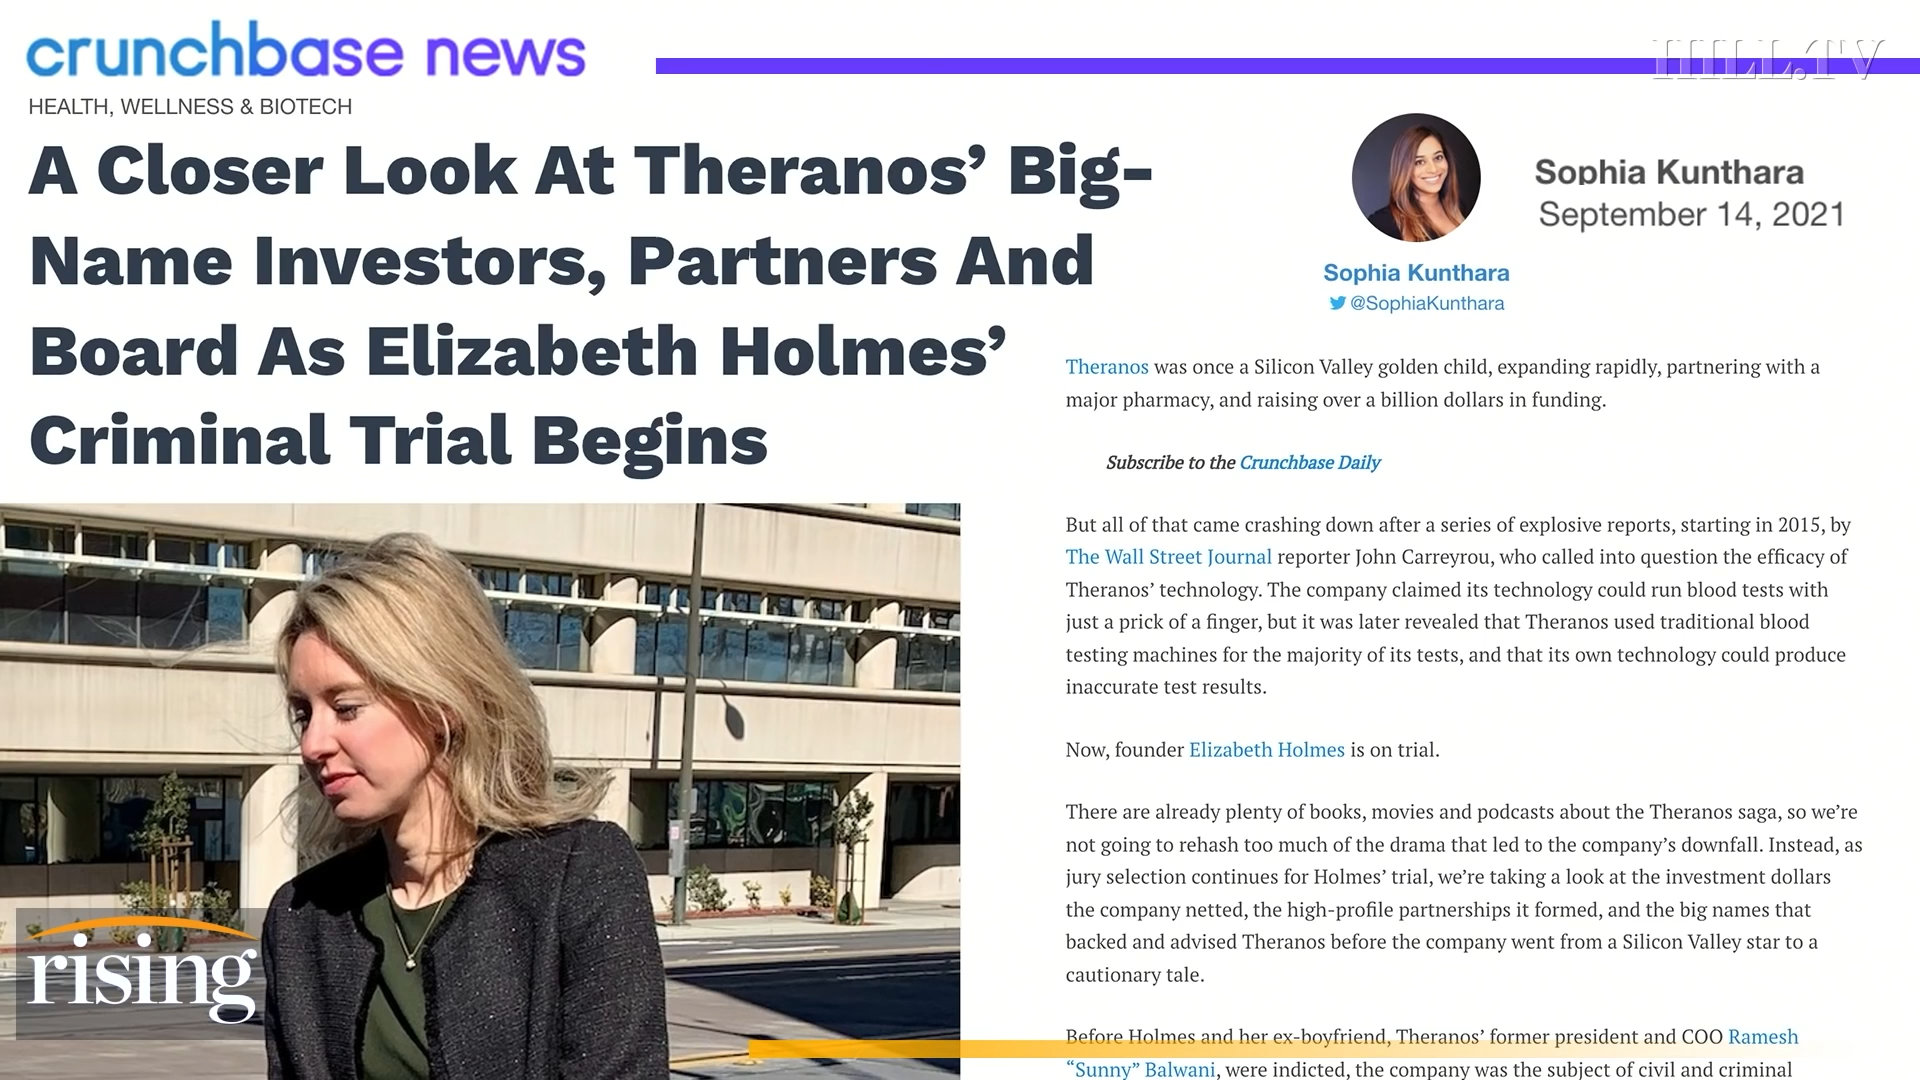 crunchbase news
HILL.TV
HEALTH, WELLNESS & BIOTECH
A Closer Look At Theranos’ Big-
Name Investors, Partners And
Board As Elizabeth Holmes’
Criminal Trial Begins
Sophia Kunthara
September 14, 2021
Sophia Kunthara
@SophiaKunthara
Theranos was once a Silicon Valley golden child, expanding rapidly, partnering with a
major pharmacy, and raising over a billion dollars in funding.
Subscribe to the Crunchbase Daily
But all of that came crashing down after a series of explosive reports, starting in 2015, by
The Wall Street Journal reporter John Carreyrou, who called into question the efficacy of
Theranos’ technology. The company claimed its technology could run blood tests with
just a prick of a finger, but it was later revealed that Theranos used traditional blood
testing machines for the majority of its tests, and that its own technology could produce
inaccurate test results.
Now, founder Elizabeth Holmes is on trial.
There are already plenty of books, movies and podcasts about the Theranos saga, so we’re
not going to rehash too much of the drama that led to the company’s downfall. Instead, as
jury selection continues for Holmes’ trial, we’re taking a look at the investment dollars
the company netted, the high-profile partnerships it formed, and the big names that
backed and advised Theranos before the company went from a Silicon Valley star to a
cautionary tale.
Before Holmes and her ex-boyfriend, Theranos’ former president and COO Ramesh
“Sunny” Balwani, were indicted, the company was the subject of civil and criminal
rising